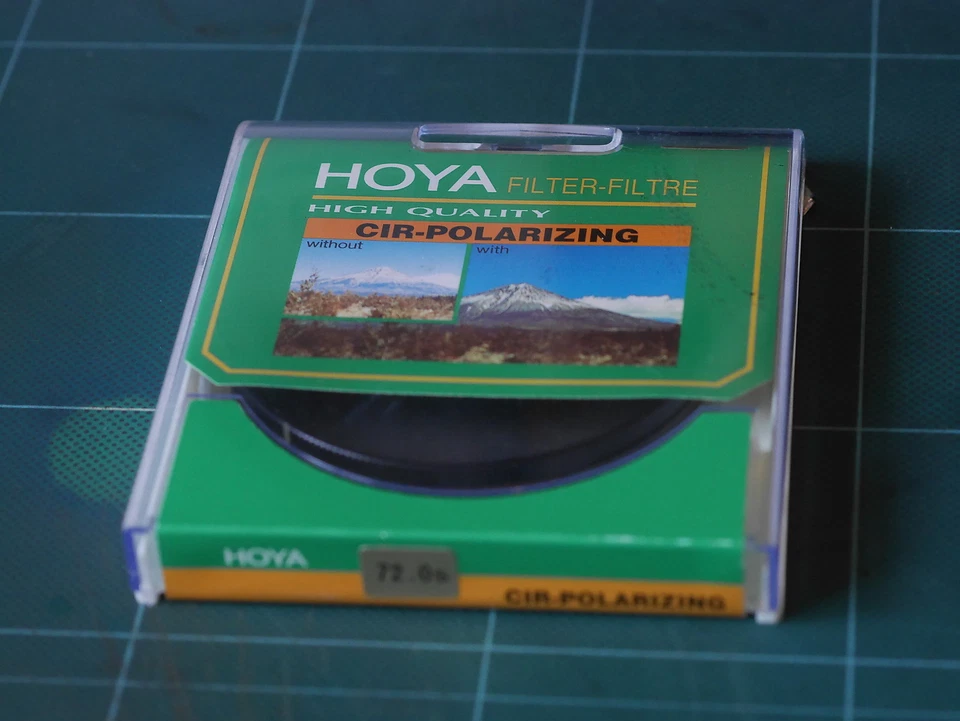 HOYA FILTER-FILTRE
HIGH QUALITY
CIR-POLARIZING
without with
HOYA 72.0s
CIR-POLARIZING